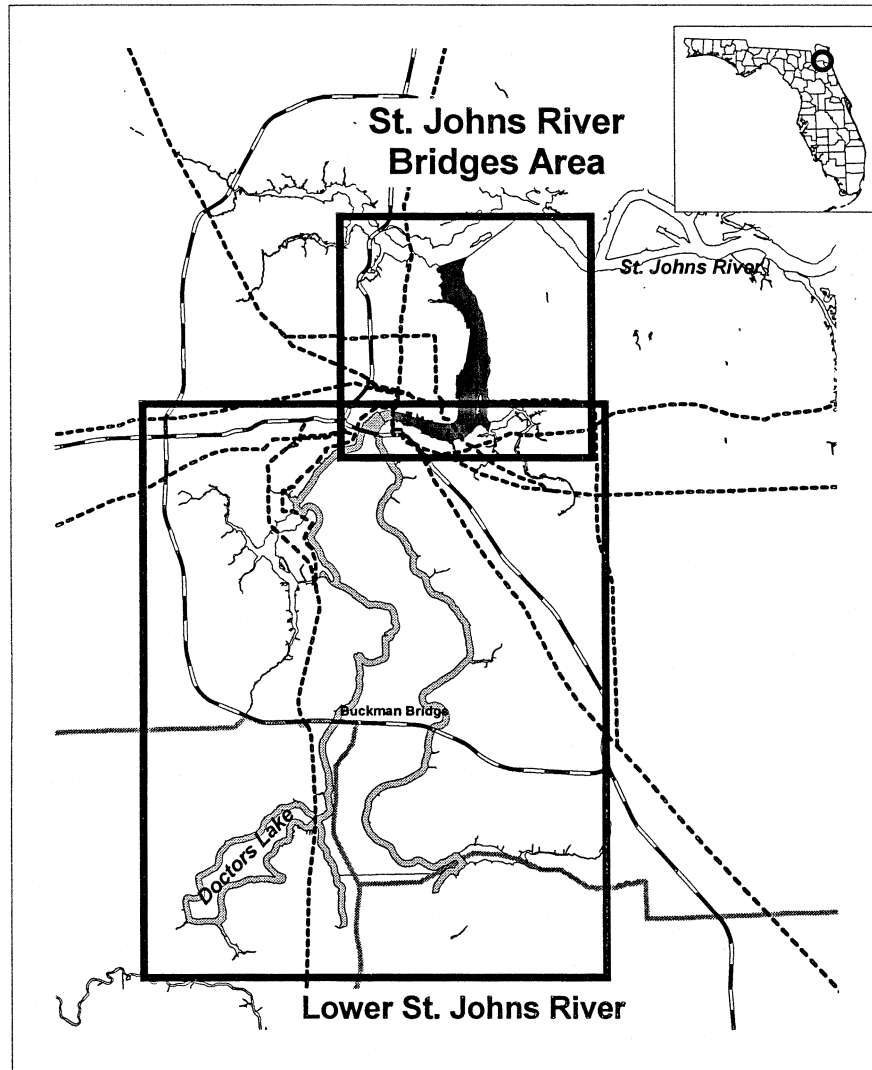 St. Johns River
Bridges Area
St. Johns River
Buckman Bridge
Doctors Lake
Lower St. Johns River